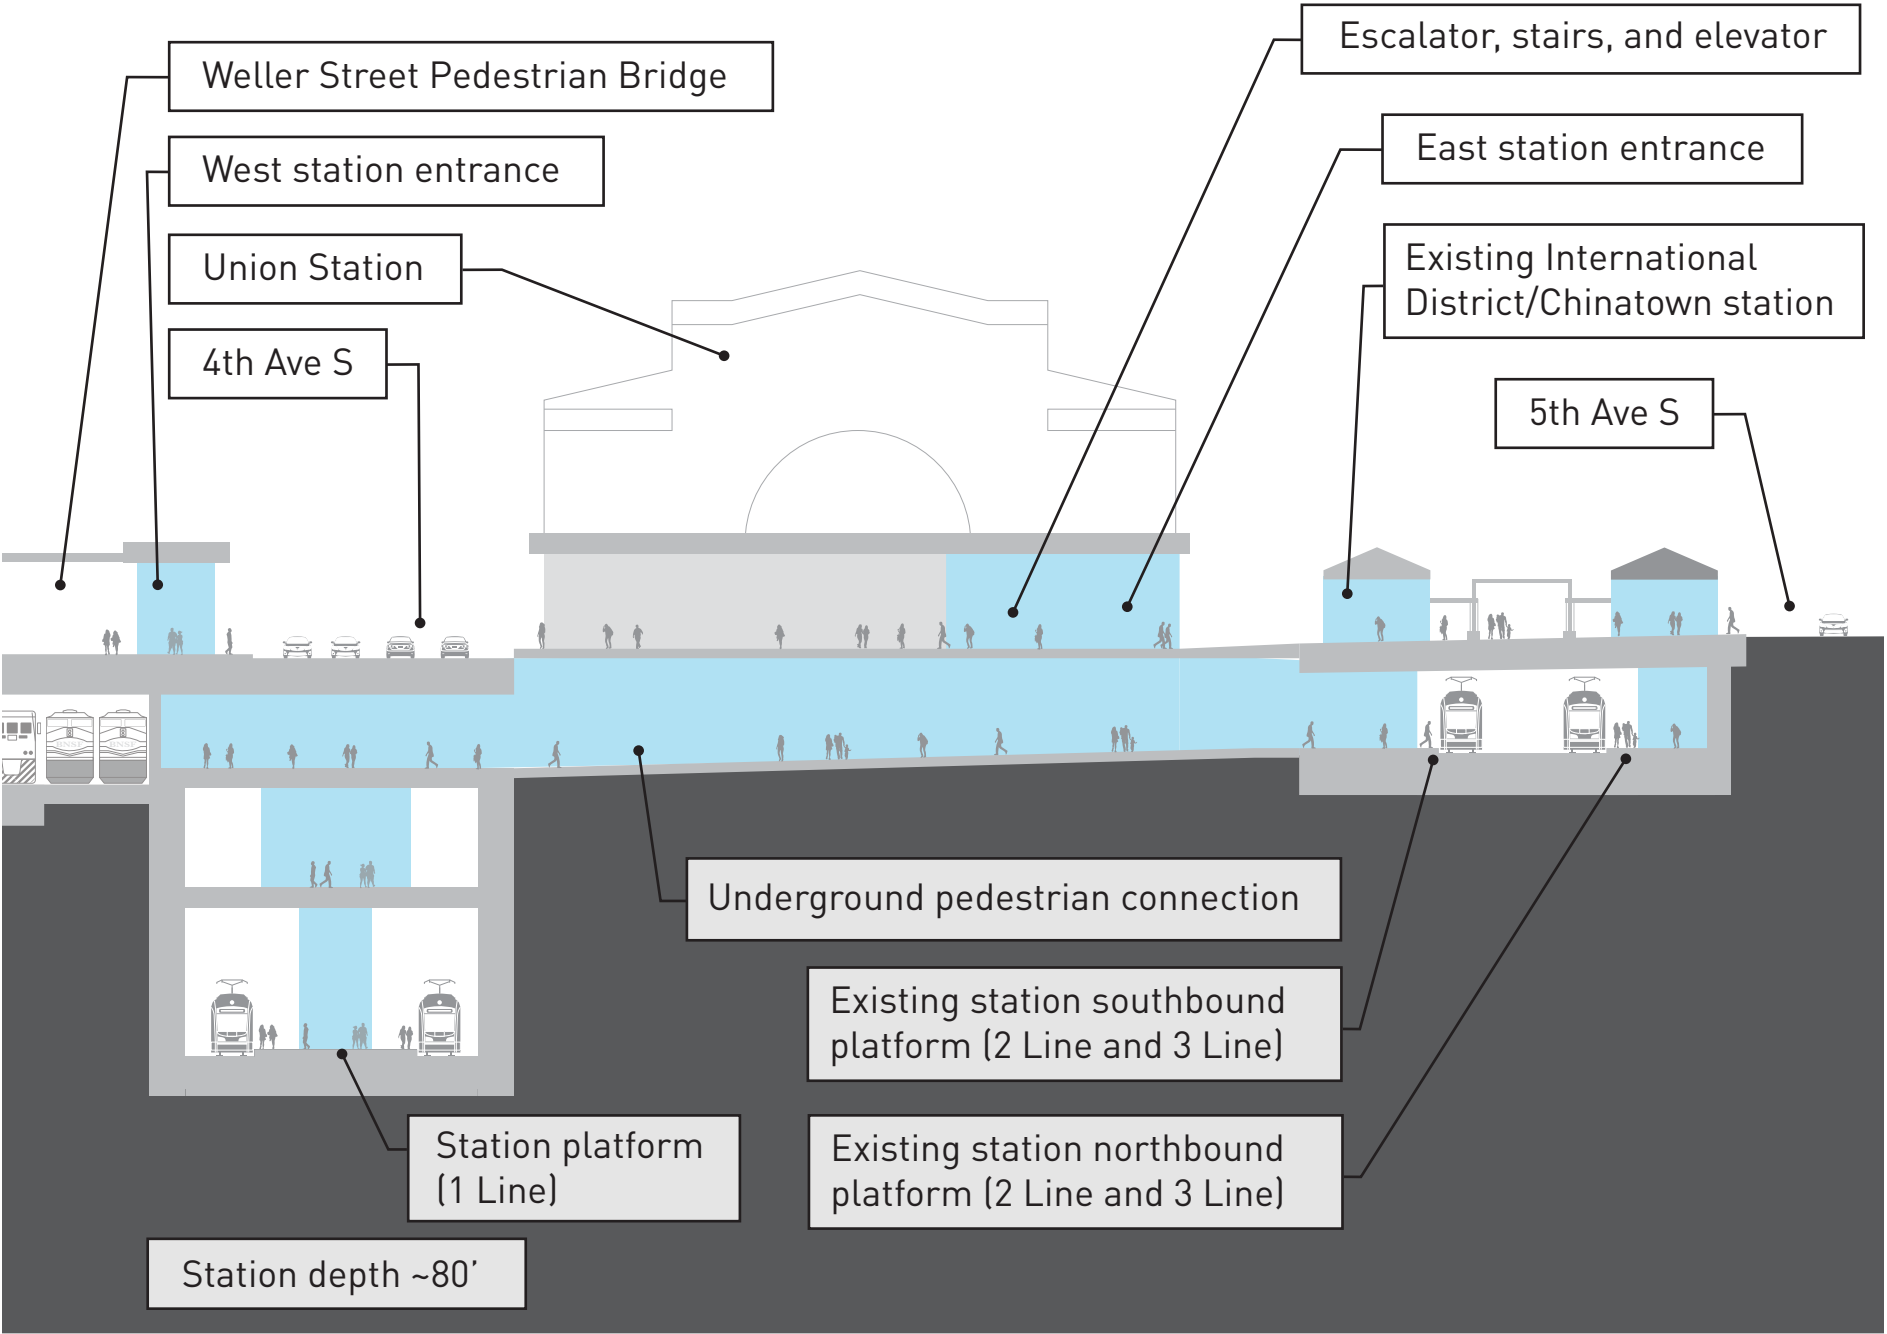 Weller Street Pedestrian Bridge
West station entrance
Union Station
4th Ave S
Escalator, stairs, and elevator
East station entrance
Existing International
District/Chinatown station
5th Ave S
BNSF
BNSF
Underground pedestrian connection
Existing station southbound
platform (2 Line and 3 Line)
Existing station northbound
platform (2 Line and 3 Line)
Station platform
(1 Line)
Station depth ~80’